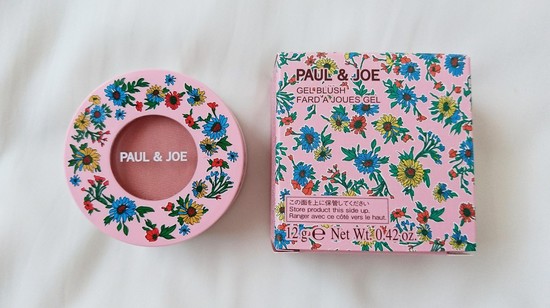 PAUL & JOE
PAUL & JOE
GEL BLUSH
FARD A JOUES GEL
この面を上に保管してください
Store product this side up.
Ranger avec ce côté vers le haut.
12 g ℮ Net Wt. 0.42 oz.